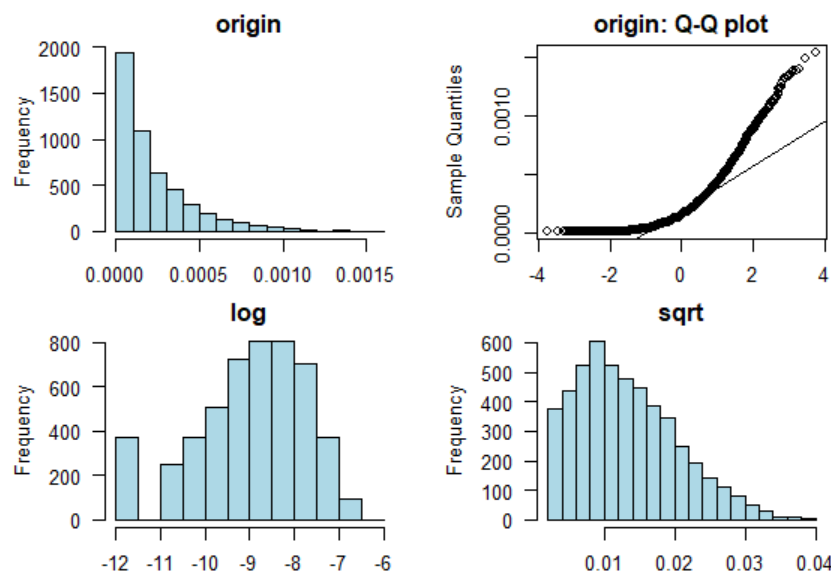 origin
Frequency
2000
1500
1000
500
0
0.0000 0.0005 0.0010 0.0015
origin: Q-Q plot
Sample Quantiles
0.0010
0.0000
-4 -2 0 2 4
log
Frequency
800
600
400
200
0
-12 -11 -10 -9 -8 -7 -6
sqrt
Frequency
600
500
400
300
200
100
0
0.01 0.02 0.03 0.04